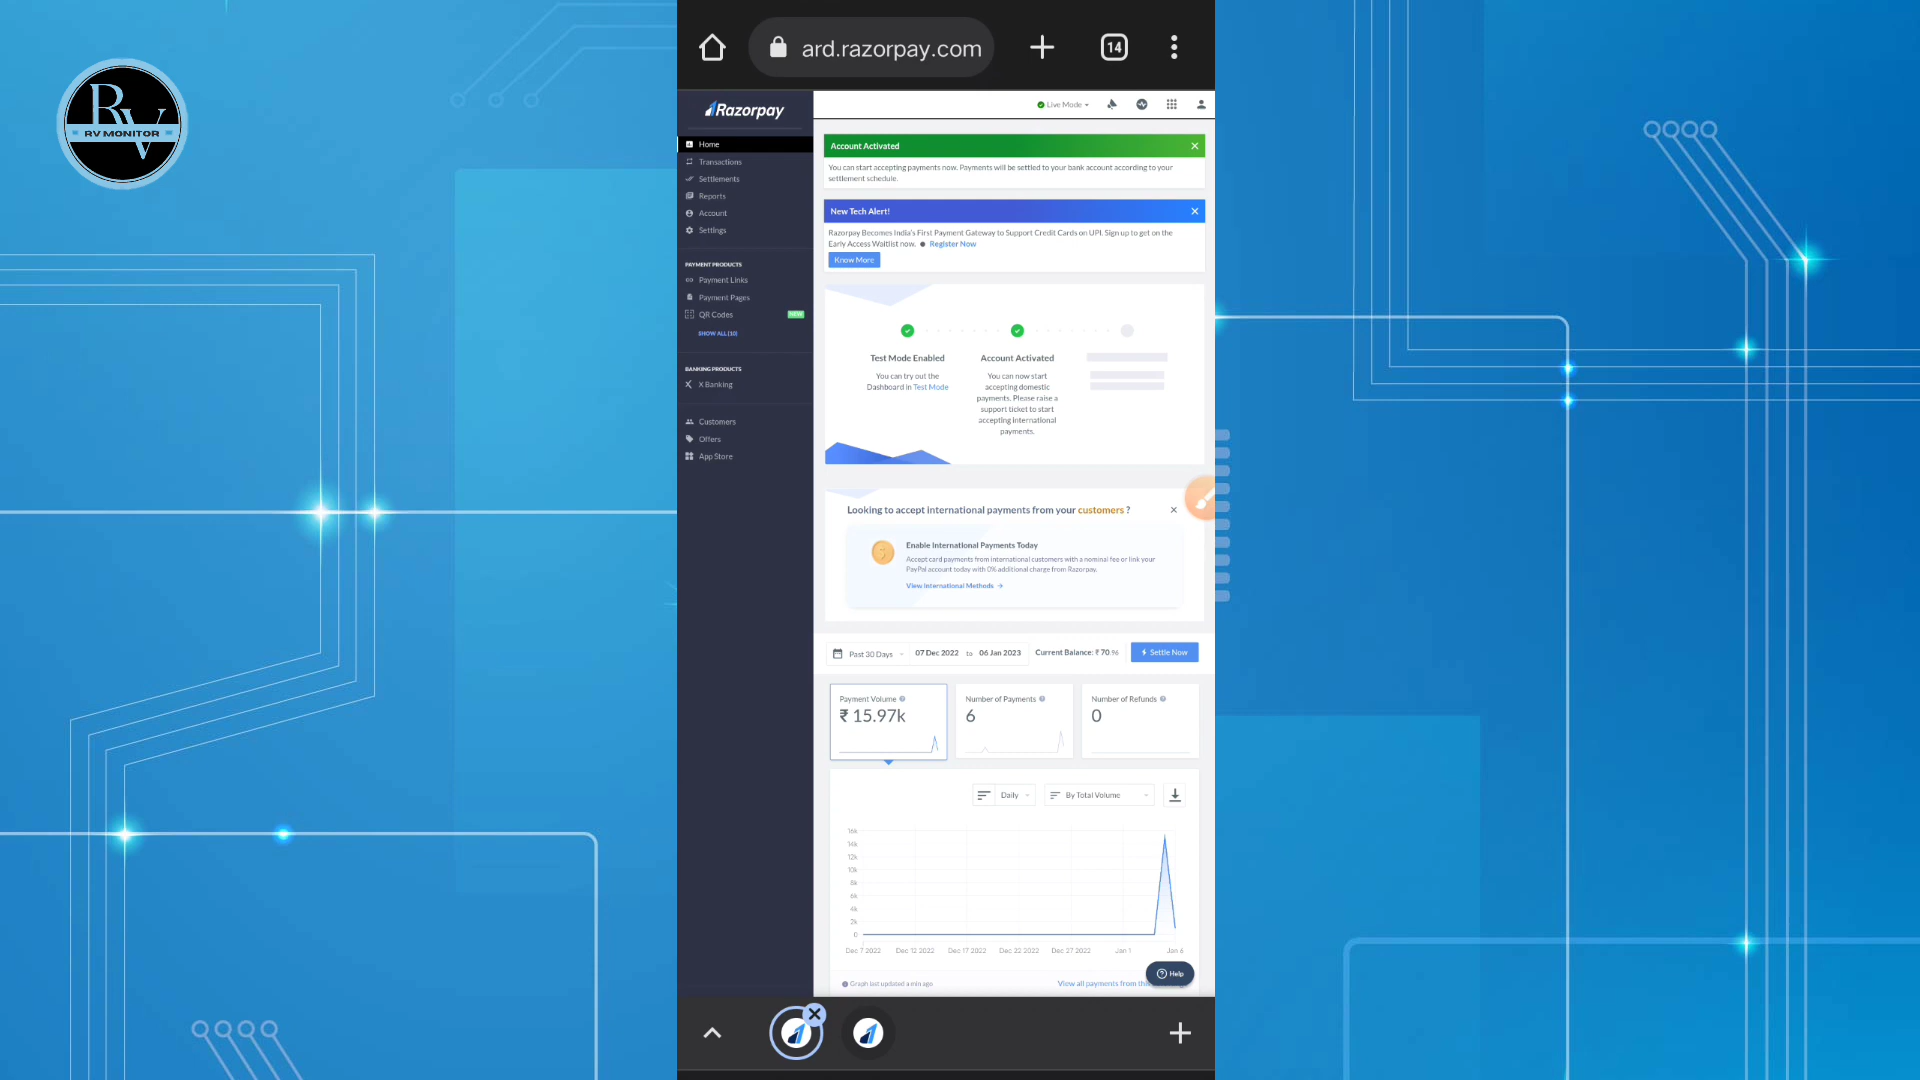 RV
RV MONITOR
ard.razorpay.com
14
Razorpay
Live Mode
Home
Transactions
Settlements
Reports
Account
Settings
PAYMENT PRODUCTS
Payment Links
Payment Pages
QR Codes
NEW
SHOW ALL (10)
BANKING PRODUCTS
X Banking
Customers
Offers
App Store
Account Activated
You can start accepting payments now. Payments will be settled to your bank account according to your
settlement schedule.
New Tech Alert!
Razorpay Becomes India's First Payment Gateway to Support Credit Cards on UPI. Sign up to get on the
Early Access Waitlist now. ● Register Now
Know More
Test Mode Enabled
You can try out the
Dashboard in Test Mode
Account Activated
You can now start
accepting domestic
payments. Please raise a
support ticket to start
accepting international
payments.
Looking to accept international payments from your customers ?
Enable International Payments Today
Accept card payments from international customers with a nominal fee or link your
PayPal account today with 0% additional charge from Razorpay.
View International Methods →
Past 30 Days
07 Dec 2022 to 06 Jan 2023
Current Balance: ₹ 70.96
Settle Now
Payment Volume
₹ 15.97k
Number of Payments
6
Number of Refunds
0
Daily
By Total Volume
16k
14k
12k
10k
8k
6k
4k
2k
0
Dec 7 2022 Dec 12 2022 Dec 17 2022 Dec 22 2022 Dec 27 2022 Jan 1 Jan 6
Help
Graph last updated a min ago
View all payments from this